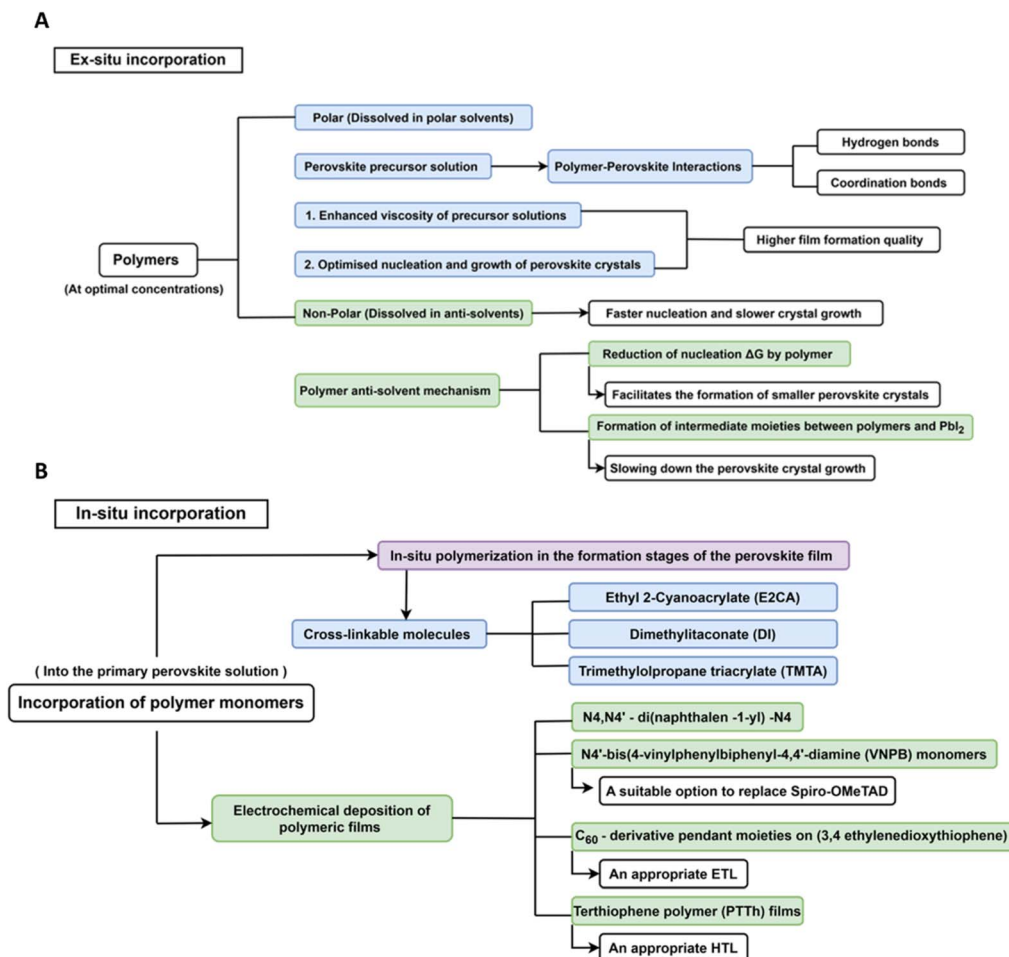 A
Ex-situ incorporation
Polar (Dissolved in polar solvents)
Perovskite precursor solution
Polymer-Perovskite Interactions
Hydrogen bonds
Coordination bonds
1. Enhanced viscosity of precursor solutions
2. Optimised nucleation and growth of perovskite crystals
Higher film formation quality
Polymers
(At optimal concentrations)
Non-Polar (Dissolved in anti-solvents)
Faster nucleation and slower crystal growth
Polymer anti-solvent mechanism
Reduction of nucleation ΔG by polymer
Facilitates the formation of smaller perovskite crystals
Formation of intermediate moieties between polymers and PbI₂
Slowing down the perovskite crystal growth
B
In-situ incorporation
In-situ polymerization in the formation stages of the perovskite film
Cross-linkable molecules
Ethyl 2-Cyanoacrylate (E2CA)
Dimethylitaconate (DI)
Trimethylolpropane triacrylate (TMTA)
( Into the primary perovskite solution )
Incorporation of polymer monomers
Electrochemical deposition of
polymeric films
N4,N4' - di(naphthalen -1-yl) -N4
N4'-bis(4-vinylphenylbiphenyl-4,4'-diamine (VNPB) monomers
A suitable option to replace Spiro-OMeTAD
C₆₀ - derivative pendant moieties on (3,4 ethylenedioxythiophene)
An appropriate ETL
Terthiophene polymer (PTTh) films
An appropriate HTL